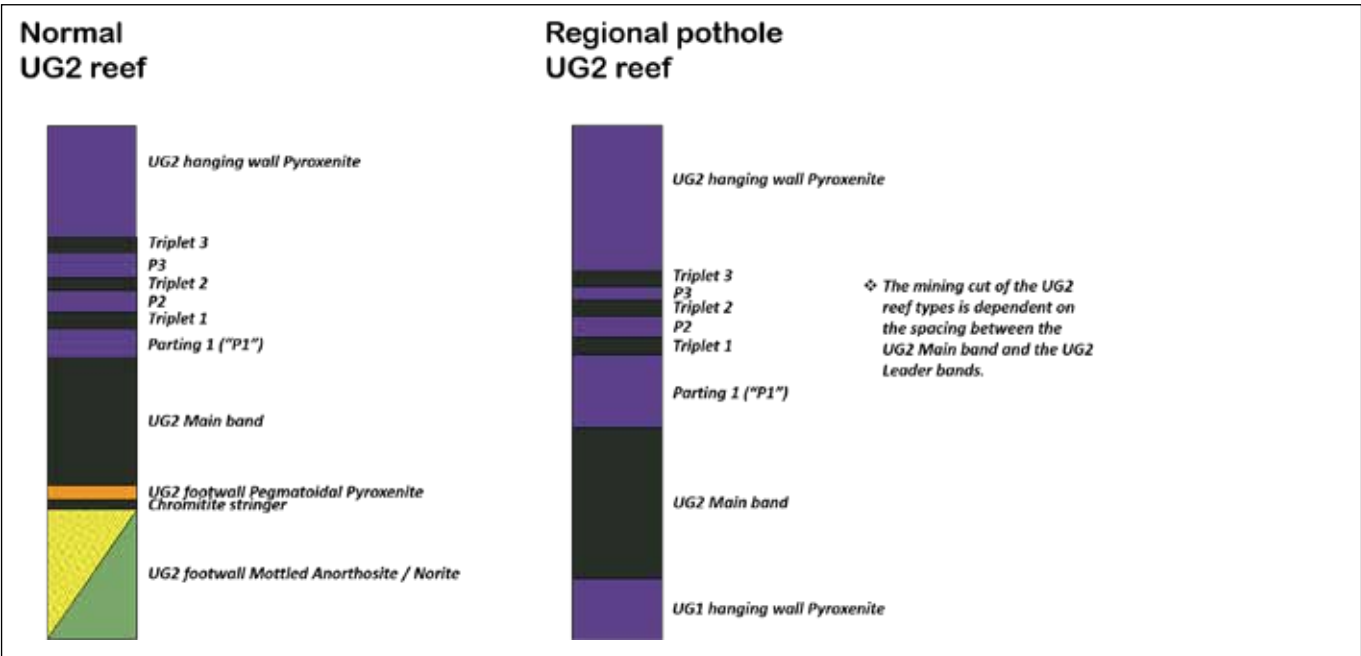 Normal
UG2 reef
UG2 hanging wall Pyroxenite
Triplet 3
P3
Triplet 2
P2
Triplet 1
Parting 1 (“P1”)
UG2 Main band
UG2 footwall Pegmatoidal Pyroxenite
Chromitite stringer
UG2 footwall Mottled Anorthosite / Norite
Regional pothole
UG2 reef
UG2 hanging wall Pyroxenite
Triplet 3
P3
Triplet 2
P2
Triplet 1
Parting 1 (“P1”)
UG2 Main band
UG1 hanging wall Pyroxenite
❖ The mining cut of the UG2
reef types is dependent on
the spacing between the
UG2 Main band and the UG2
Leader bands.